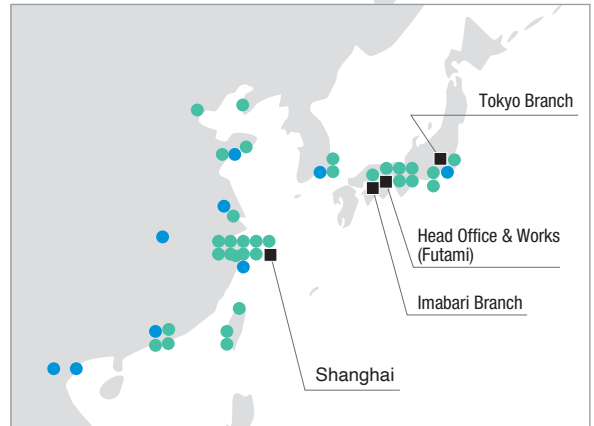 Tokyo Branch
Head Office & Works
(Futami)
Imabari Branch
Shanghai